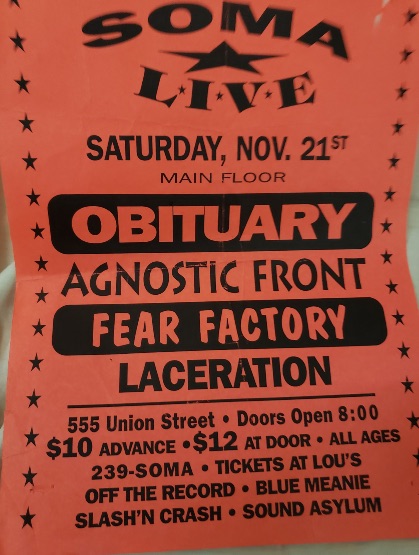 SOMA
L★I★V★E
SATURDAY, NOV. 21ST
MAIN FLOOR
OBITUARY
AGNOSTIC FRONT
FEAR FACTORY
LACERATION
555 Union Street • Doors Open 8:00
$10 ADVANCE • $12 AT DOOR • ALL AGES
239-SOMA • TICKETS AT LOU'S
OFF THE RECORD • BLUE MEANIE
SLASH'N CRASH • SOUND ASYLUM